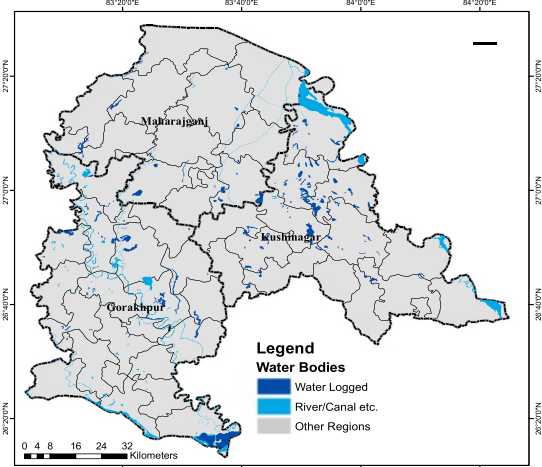 83°20'0"E 83°40'0"E 84°0'0"E 84°20'0"E
27°20'0"N 27°20'0"N
Maharajganj
27°0'0"N 27°0'0"N
Kushinagar
26°40'0"N 26°40'0"N
Gorakhpur
Legend
Water Bodies
Water Logged
River/Canal etc.
Other Regions
26°20'0"N 26°20'0"N
0 4 8 16 24 32
Kilometers